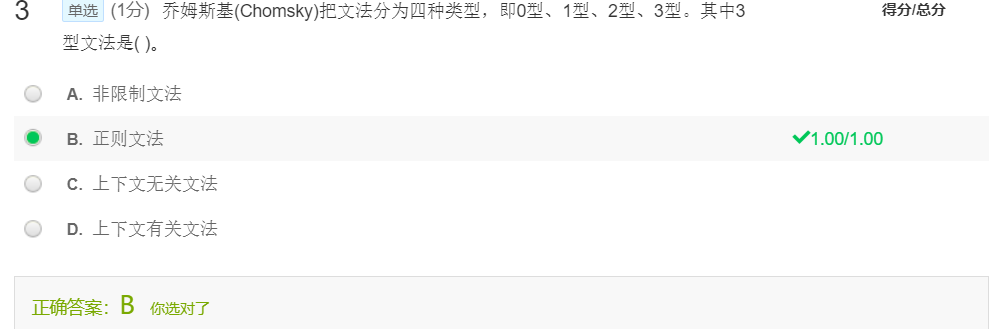 3 单选 (1分) 乔姆斯基(Chomsky)把文法分为四种类型，即0型、1型、2型、3型。其中3 得分/总分
型文法是( )。
A. 非限制文法
B. 正则文法 1.00/1.00
C. 上下文无关文法
D. 上下文有关文法
正确答案：B 你选对了